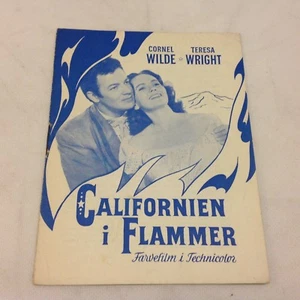 CORNEL TERESA
WILDE WRIGHT
CALIFORNIEN
i FLAMMER
Farvefilm i Technicolor